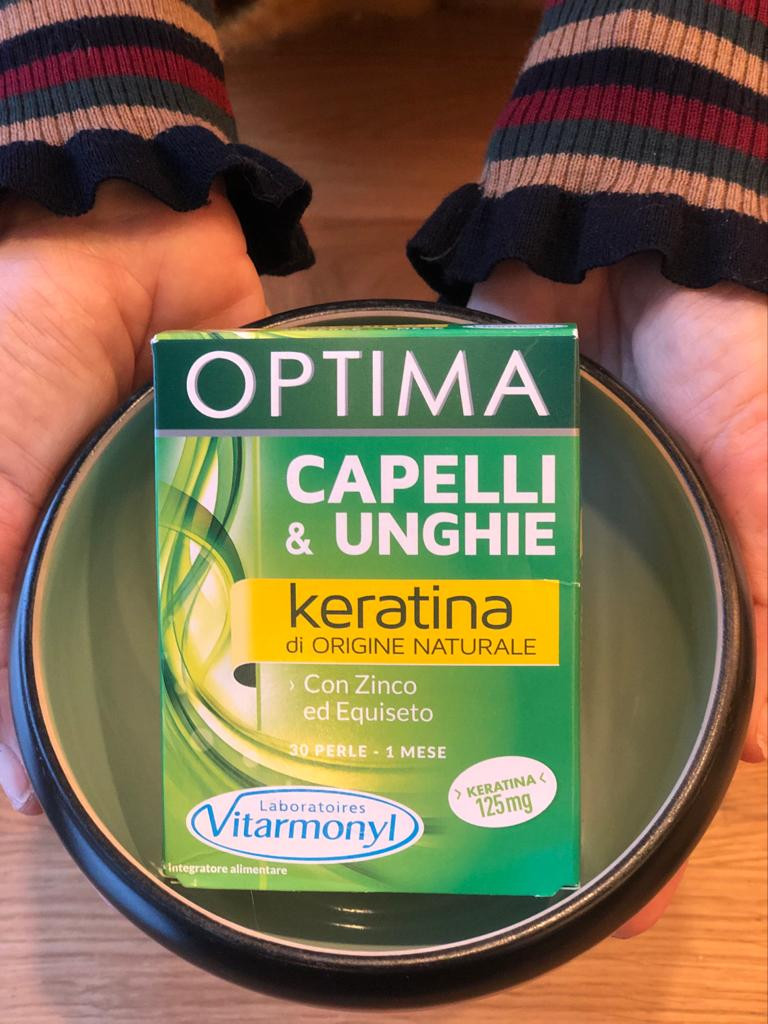 OPTIMA
CAPELLI
& UNGHIE
keratina
di ORIGINE NATURALE
› Con Zinco
ed Equiseto
30 PERLE - 1 MESE
› KERATINA ‹
125mg
Laboratoires
Vitarmonyl
Integratore alimentare